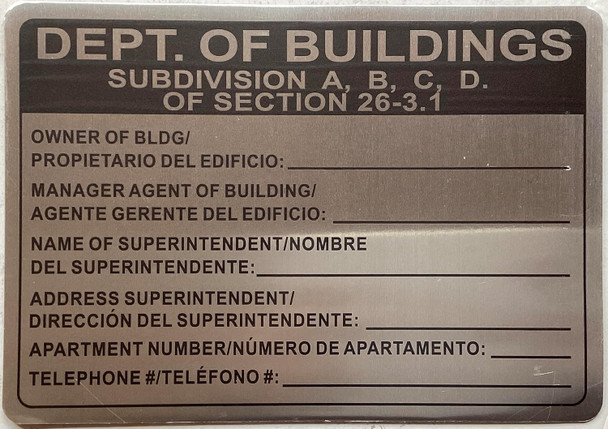 DEPT. OF BUILDINGS
SUBDIVISION A, B, C, D.
OF SECTION 26-3.1
OWNER OF BLDG/
PROPIETARIO DEL EDIFICIO:
MANAGER AGENT OF BUILDING/
AGENTE GERENTE DEL EDIFICIO:
NAME OF SUPERINTENDENT/NOMBRE
DEL SUPERINTENDENTE:
ADDRESS SUPERINTENDENT/
DIRECCIÓN DEL SUPERINTENDENTE:
APARTMENT NUMBER/NÚMERO DE APARTAMENTO:
TELEPHONE #/TELÉFONO #: